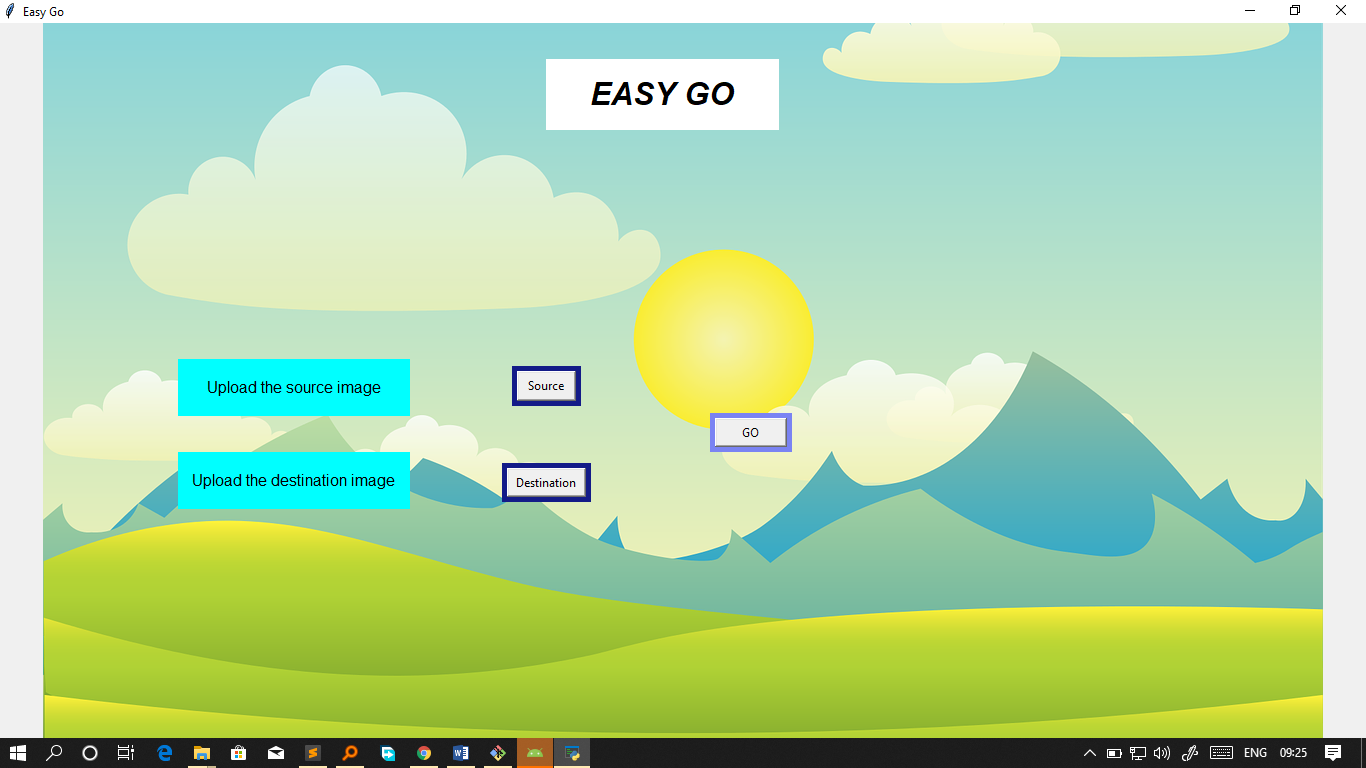 Easy Go
EASY GO
Upload the source image
Source
GO
Upload the destination image
Destination
ENG
09:25